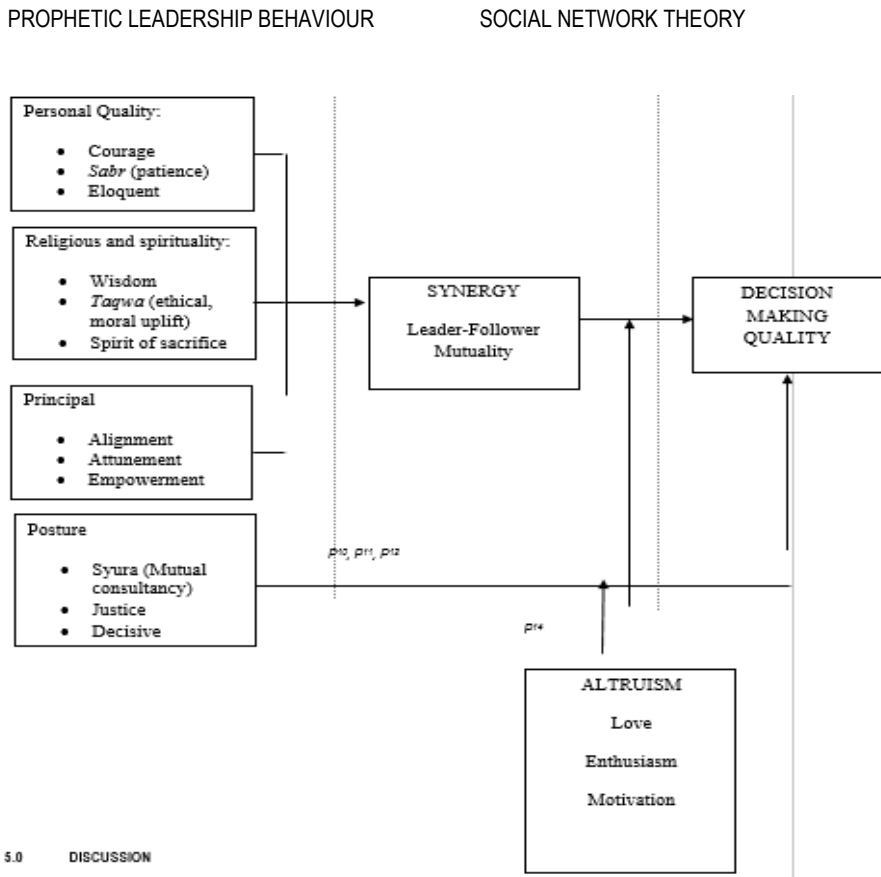 PROPHETIC LEADERSHIP BEHAVIOUR
SOCIAL NETWORK THEORY
Personal Quality:
Courage
Sabr (patience)
Eloquent
Religious and spirituality:
Wisdom
Taqwa (ethical,
moral uplift)
Spirit of sacrifice
SYNERGY
Leader-Follower
Mutuality
DECISION
MAKING
QUALITY
Principal
Alignment
Attunement
Empowerment
Posture
Syura (Mutual
consultancy)
Justice
Decisive
P10, P11, P12
P14
ALTRUISM
Love
Enthusiasm
Motivation
5.0 DISCUSSION